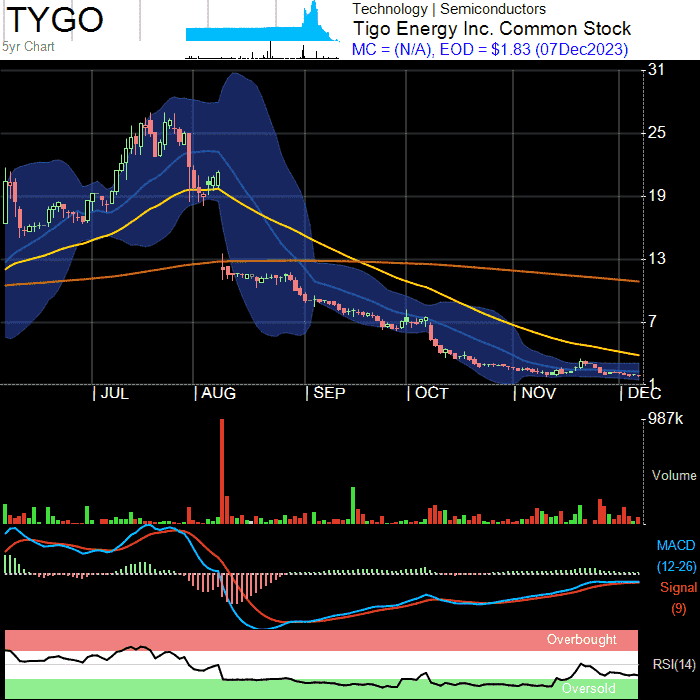 TYGO
5yr Chart
Technology | Semiconductors
Tigo Energy Inc. Common Stock
MC = (N/A), EOD = $1.83 (07Dec2023)
31
25
19
13
7
1
| JUL | AUG | SEP | OCT | NOV | DEC
987k
Volume
MACD
(12-26)
Signal
(9)
Overbought
RSI(14)
Oversold